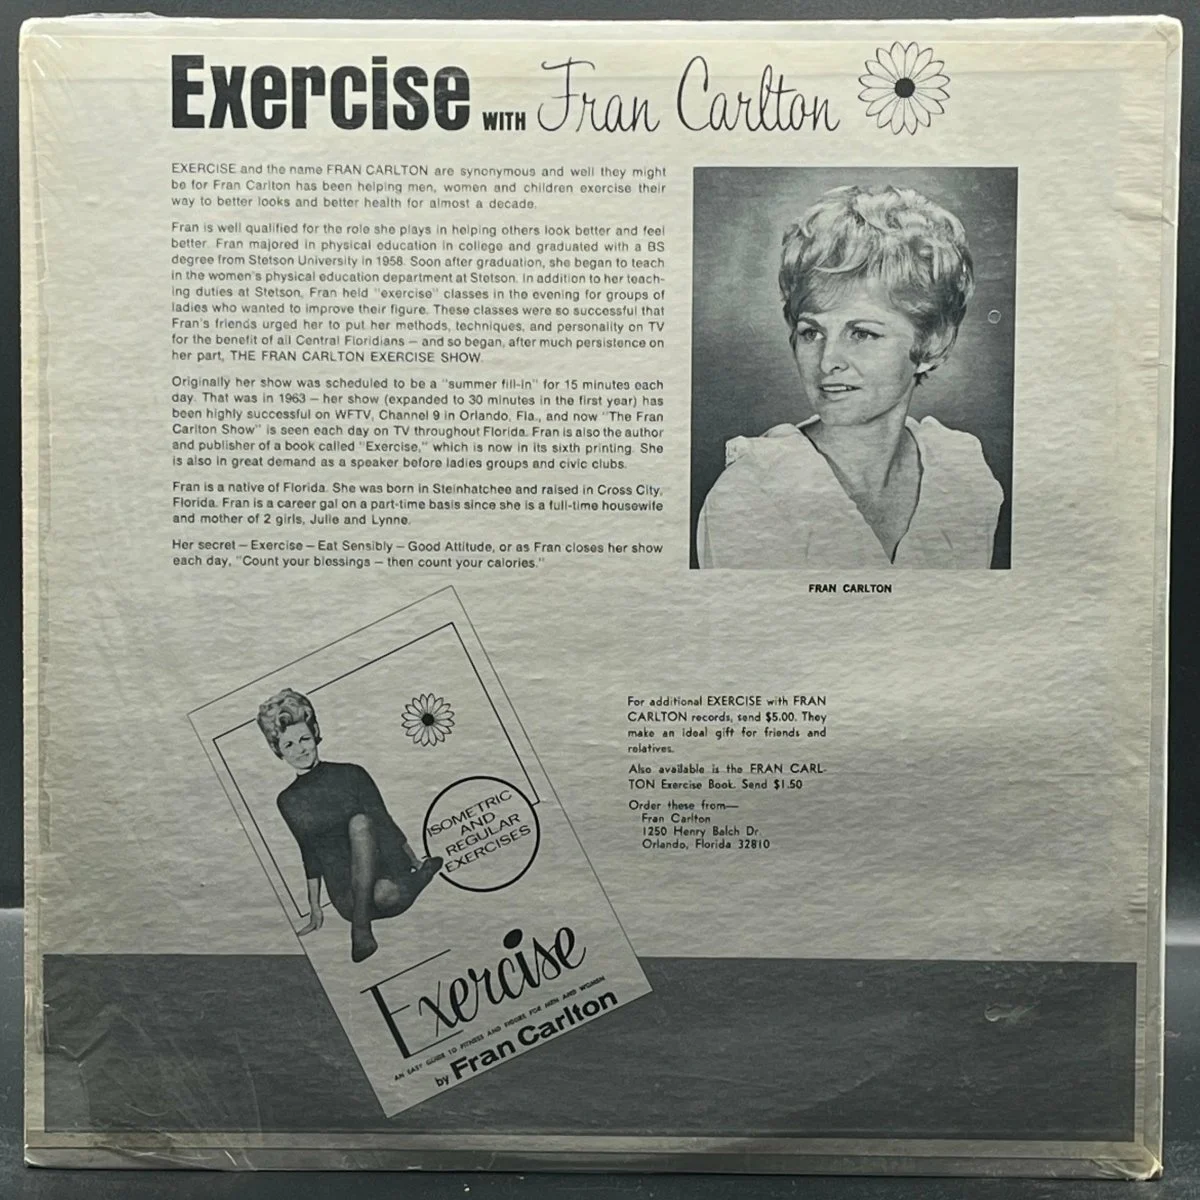 Exercise WITH Fran Carlton
EXERCISE and the name FRAN CARLTON are synonymous and well they might
be for Fran Carlton has been helping men, women and children exercise their
way to better looks and better health for almost a decade.
Fran is well qualified for the role she plays in helping others look better and feel
better. Fran majored in physical education in college and graduated with a BS
degree from Stetson University in 1958. Soon after graduation, she began to teach
in the women's physical education department at Stetson. In addition to her teach-
ing duties at Stetson, Fran held "exercise" classes in the evening for groups of
ladies who wanted to improve their figure. These classes were so successful that
Fran's friends urged her to put her methods, techniques, and personality on TV
for the benefit of all Central Floridians — and so began, after much persistence on
her part, THE FRAN CARLTON EXERCISE SHOW.
Originally her show was scheduled to be a "summer fill-in" for 15 minutes each
day. That was in 1963 — her show (expanded to 30 minutes in the first year) has
been highly successful on WFTV, Channel 9 in Orlando, Fla., and now "The Fran
Carlton Show" is seen each day on TV throughout Florida. Fran is also the author
and publisher of a book called "Exercise," which is now in its sixth printing. She
is also in great demand as a speaker before ladies groups and civic clubs.
Fran is a native of Florida. She was born in Steinhatchee and raised in Cross City,
Florida. Fran is a career gal on a part-time basis since she is a full-time housewife
and mother of 2 girls, Julie and Lynne.
Her secret — Exercise — Eat Sensibly — Good Attitude, or as Fran closes her show
each day, "Count your blessings — then count your calories."
FRAN CARLTON
For additional EXERCISE with FRAN
CARLTON records, send $5.00. They
make an ideal gift for friends and
relatives.
Also available is the FRAN CARL-
TON Exercise Book. Send $1.50
Order these from—
Fran Carlton
1250 Henry Balch Dr.
Orlando, Florida 32810
ISOMETRIC
AND
REGULAR
EXERCISES
Exercise
AN EASY GUIDE TO FITNESS AND FIGURE FOR MEN AND WOMEN
by Fran Carlton